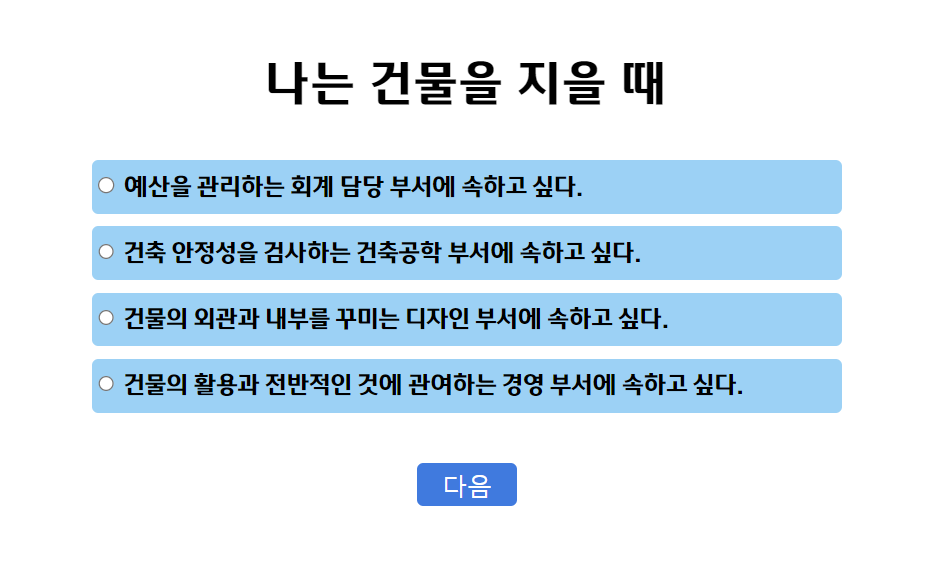 나는 건물을 지을 때
예산을 관리하는 회계 담당 부서에 속하고 싶다.
건축 안정성을 검사하는 건축공학 부서에 속하고 싶다.
건물의 외관과 내부를 꾸미는 디자인 부서에 속하고 싶다.
건물의 활용과 전반적인 것에 관여하는 경영 부서에 속하고 싶다.
다음